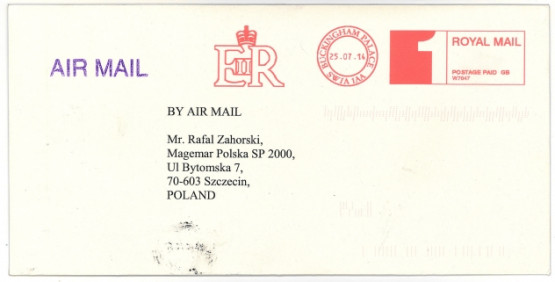 AIR MAIL
EIIR
BUCKINGHAM PALACE
25.07.14
SW1A 1AA
1
ROYAL MAIL
POSTAGE PAID GB
BY AIR MAIL
Mr. Rafal Zahorski,
Magemar Polska SP 2000,
Ul Bytomska 7,
70-603 Szczecin,
POLAND